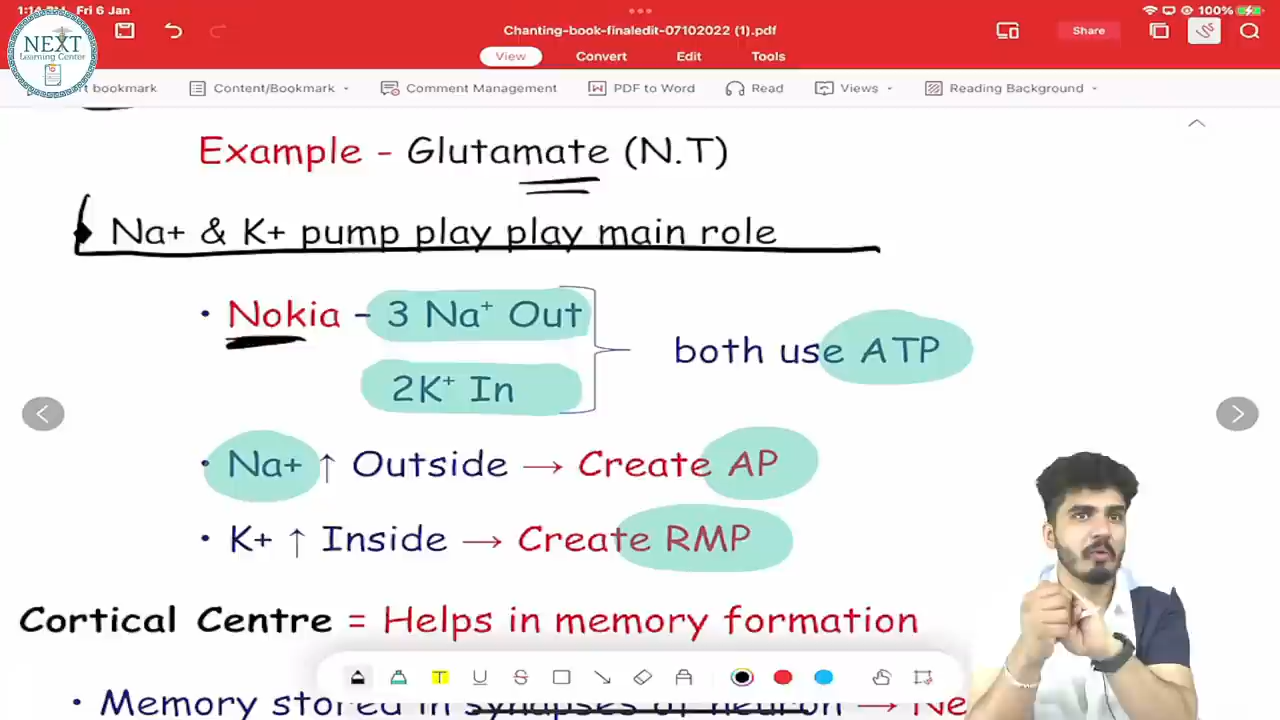 1:14 PM Fri 6 Jan
100%
NEXT
Learning Center
Chanting-book-finaledit-07102022 (1).pdf
Share
View Convert Edit Tools
bookmark Content/Bookmark Comment Management PDF to Word Read Views Reading Background
Example - Glutamate (N.T)
Na+ & K+ pump play play main role
• Nokia - 3 Na⁺ Out
both use ATP
2K⁺ In
• Na+ ↑ Outside → Create AP
• K+ ↑ Inside → Create RMP
Cortical Centre = Helps in memory formation
• Memory stored in synapses of neuron → Ne